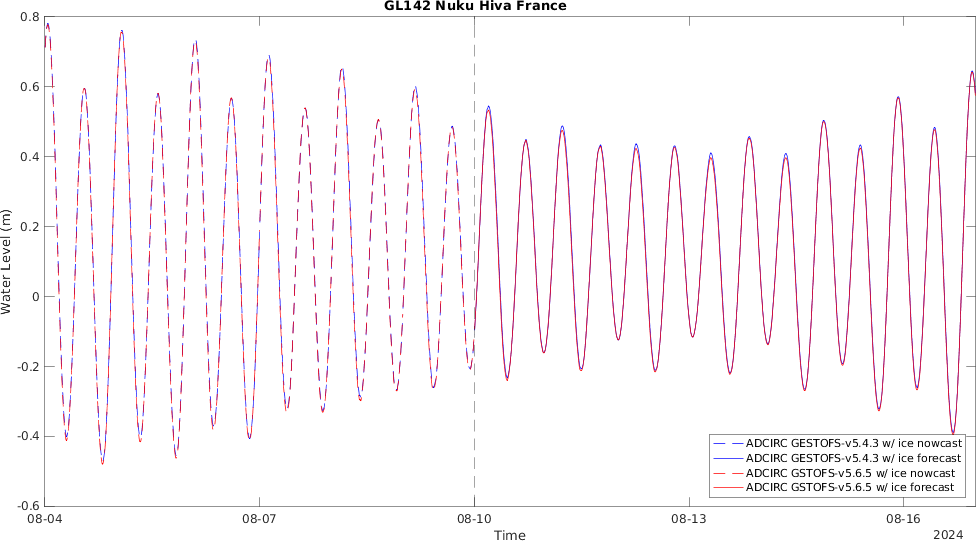 GL142 Nuku Hiva France
0.8
0.6
0.4
0.2
0
-0.2
-0.4
-0.6
Water Level (m)
08-04
08-07
08-10
08-13
08-16
Time
2024
ADCIRC GESTOFS-v5.4.3 w/ ice nowcast
ADCIRC GESTOFS-v5.4.3 w/ ice forecast
ADCIRC GSTOFS-v5.6.5 w/ ice nowcast
ADCIRC GSTOFS-v5.6.5 w/ ice forecast